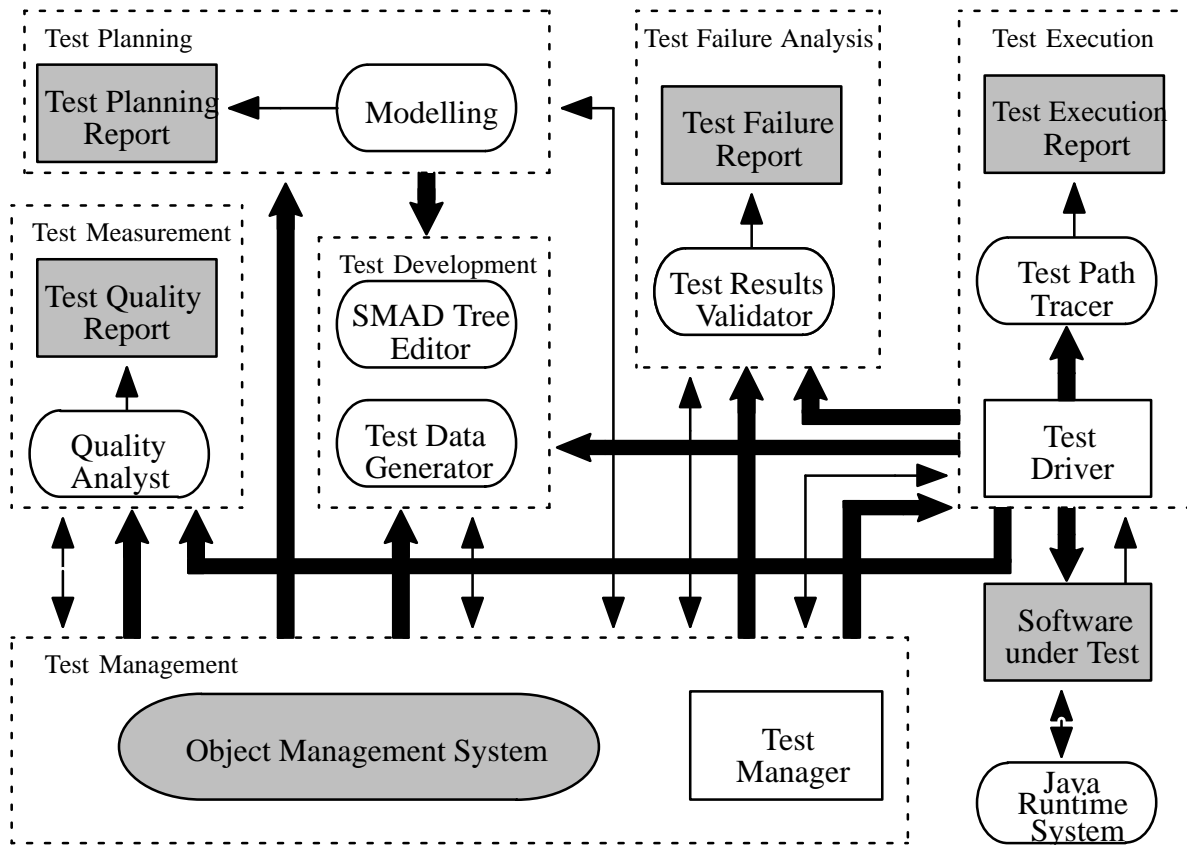 Test Planning
Test Planning
Report
Modelling
Test Failure Analysis
Test Failure
Report
Test Results
Validator
Test Execution
Test Execution
Report
Test Path
Tracer
Test
Driver
Test Measurement
Test Quality
Report
Quality
Analyst
Test Development
SMAD Tree
Editor
Test Data
Generator
Software
under Test
Java
Runtime
System
Test Management
Object Management System
Test
Manager